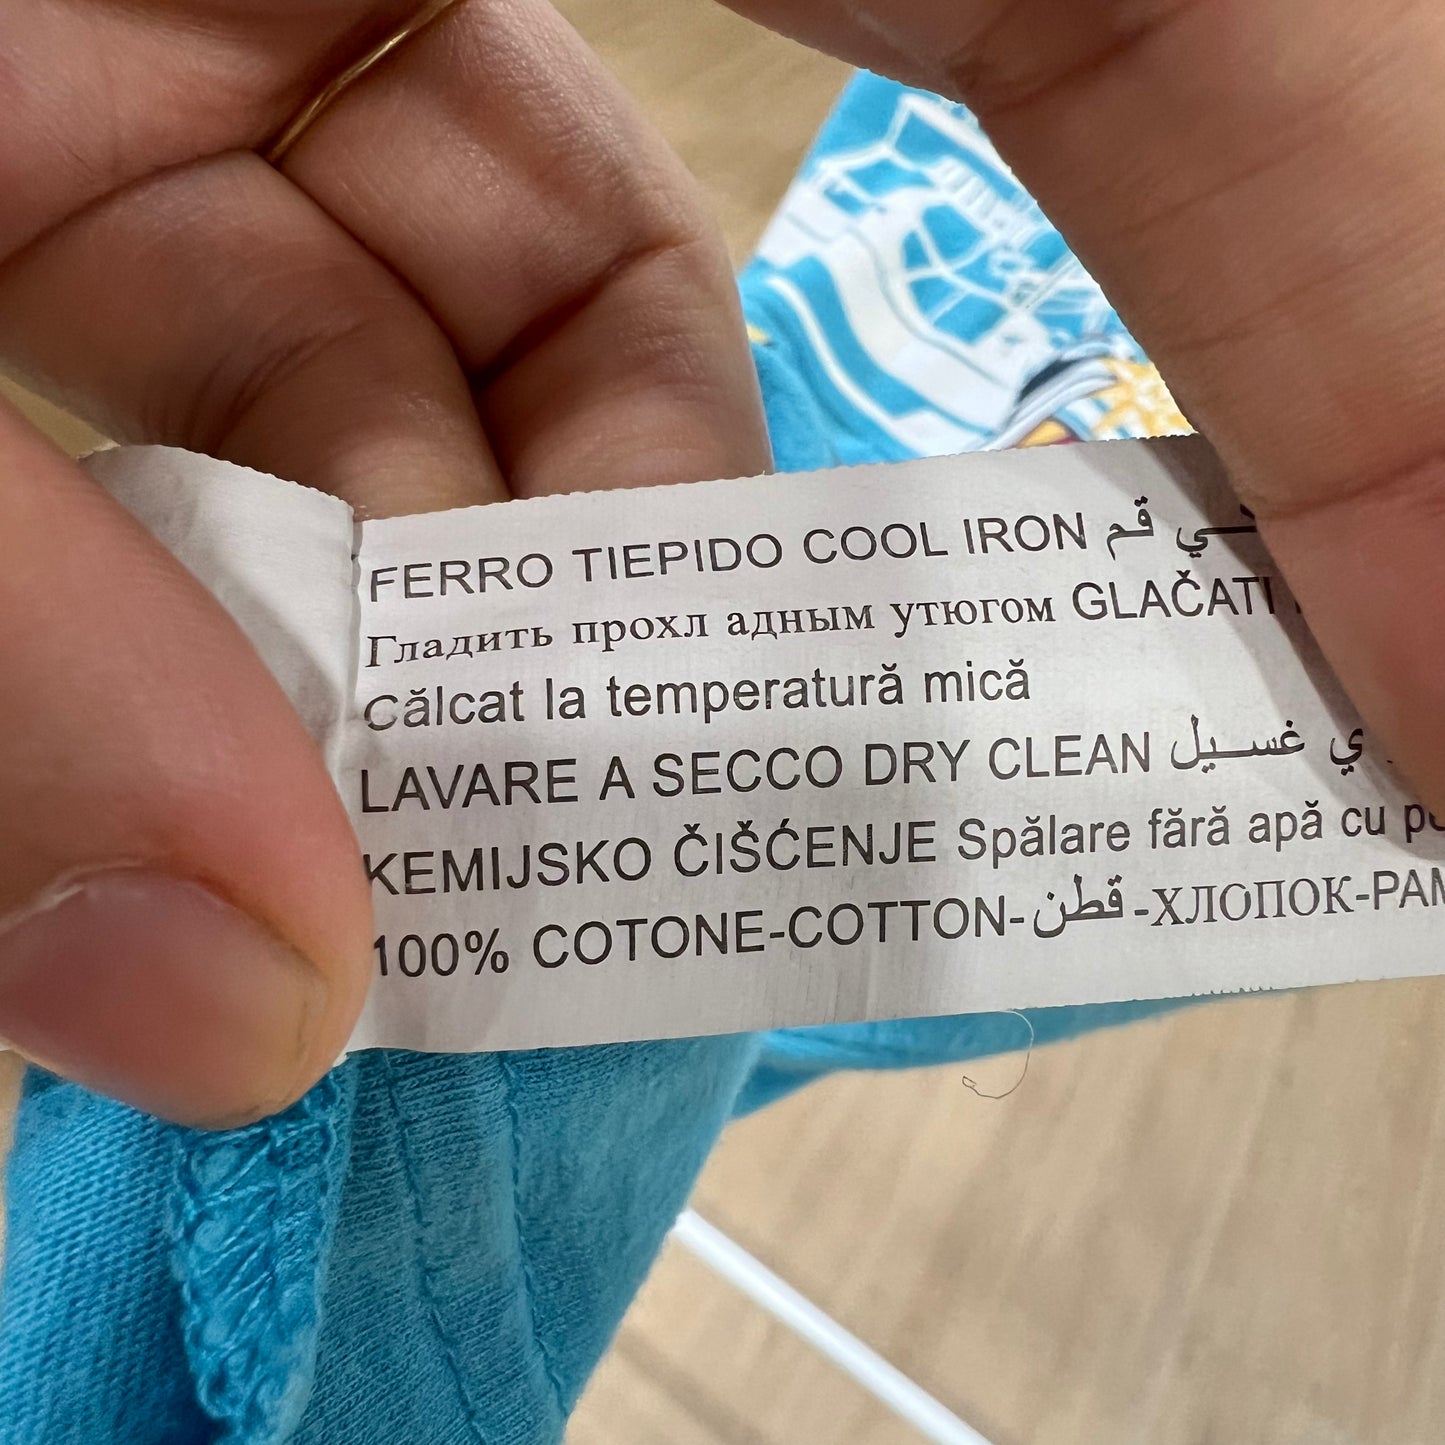 FERRO TIEPIDO COOL IRON
Гладить прохл адным утюгом GLAČATI
Călcat la temperatură mică
LAVARE A SECCO DRY CLEAN غسيل
KEMIJSKO ČIŠĆENJE Spălare fără apă cu
100% COTONE-COTTON-قطن-ХЛОПОК-PAM